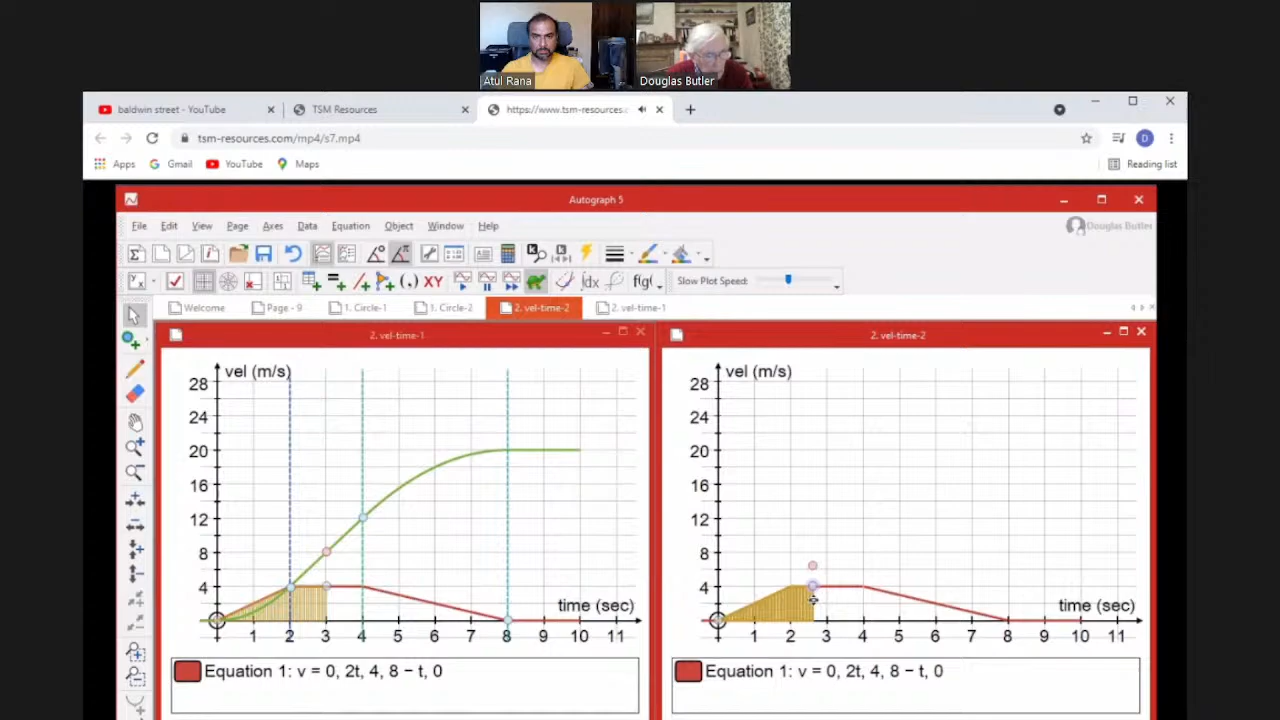 Atul Rana
Douglas Butler
baldwin street - YouTube
TSM Resources
https://www.tsm-resources.c
tsm-resources.com/mp4/s7.mp4
D
Apps
Gmail
YouTube
Maps
Reading list
Autograph 5
File
Edit
View
Page
Axes
Data
Equation
Object
Window
Help
Douglas Butler
XY
∫dx
f(g(
Slow Plot Speed:
Welcome
Page - 9
1. Circle-1
1. Circle-2
2. vel-time-2
2. vel-time-1
2. vel-time-1
vel (m/s)
28
24
20
16
12
8
4
time (sec)
1 2 3 4 5 6 7 8 9 10 11
Equation 1: v = 0, 2t, 4, 8 − t, 0
2. vel-time-2
vel (m/s)
28
24
20
16
12
8
4
time (sec)
1 2 3 4 5 6 7 8 9 10 11
Equation 1: v = 0, 2t, 4, 8 − t, 0